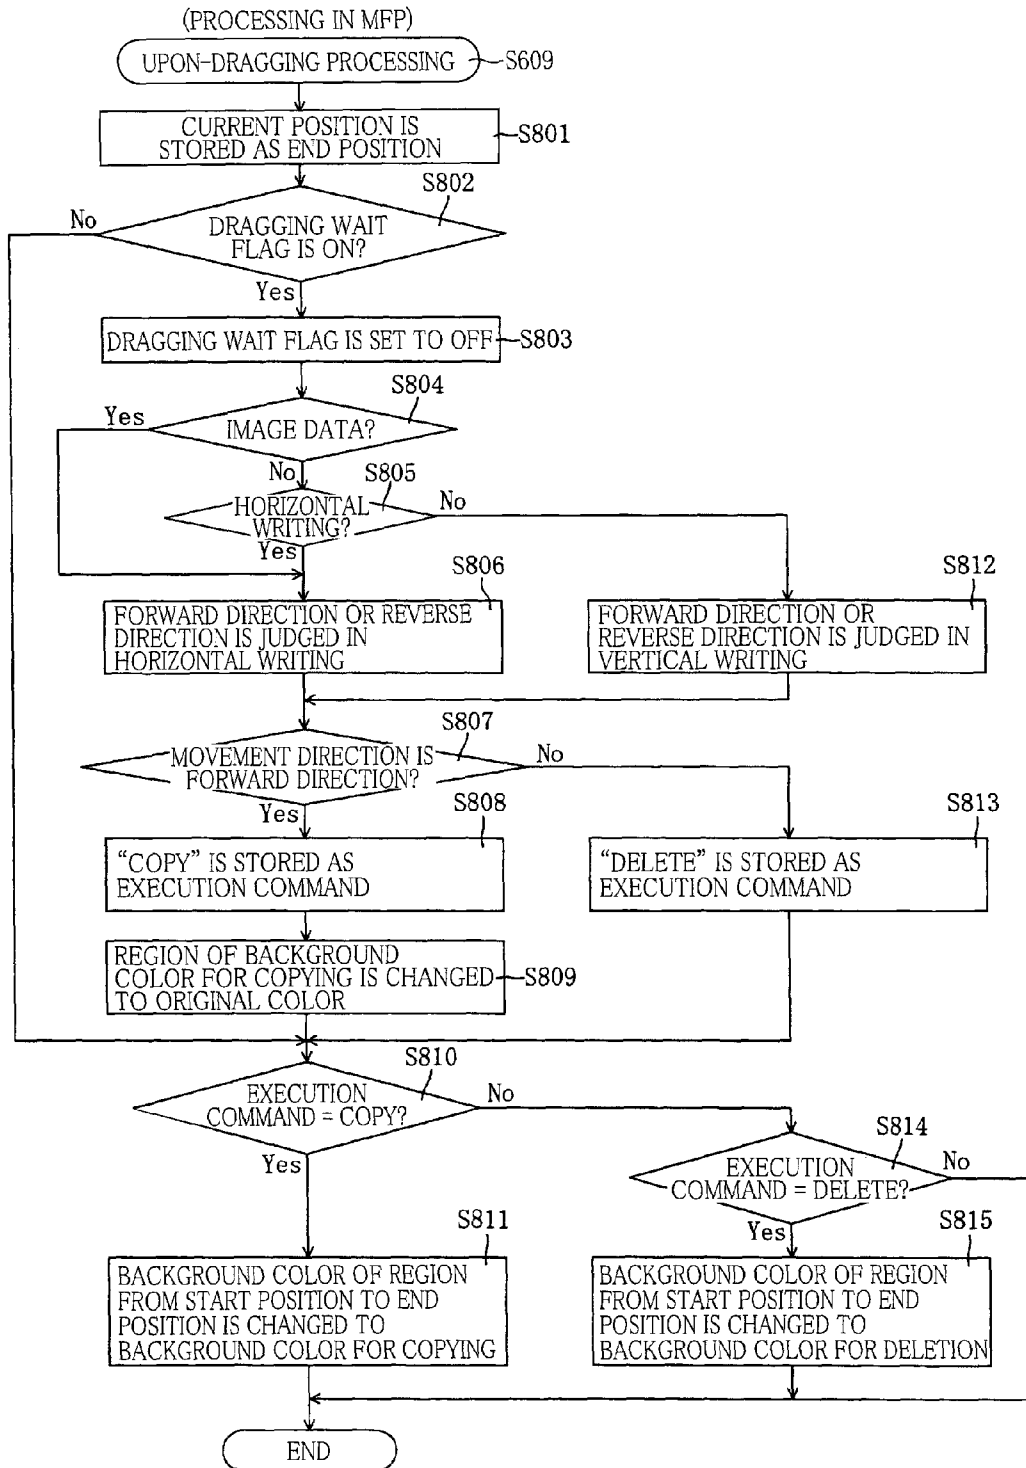 (PROCESSING IN MFP)
UPON-DRAGGING PROCESSING
S609
CURRENT POSITION IS
STORED AS END POSITION
S801
S802
No
DRAGGING WAIT
FLAG IS ON?
Yes
DRAGGING WAIT FLAG IS SET TO OFF
S803
S804
Yes
IMAGE DATA?
No
S805
HORIZONTAL
WRITING?
No
Yes
S806
S812
FORWARD DIRECTION OR REVERSE
DIRECTION IS JUDGED IN
HORIZONTAL WRITING
FORWARD DIRECTION OR
REVERSE DIRECTION IS JUDGED IN
VERTICAL WRITING
S807
MOVEMENT DIRECTION IS
FORWARD DIRECTION?
No
Yes
S808
S813
“COPY” IS STORED AS
EXECUTION COMMAND
“DELETE” IS STORED AS
EXECUTION COMMAND
REGION OF BACKGROUND
COLOR FOR COPYING IS CHANGED
TO ORIGINAL COLOR
S809
S810
EXECUTION
COMMAND = COPY?
No
Yes
S814
EXECUTION
COMMAND = DELETE?
No
Yes
S811
S815
BACKGROUND COLOR OF REGION
FROM START POSITION TO END
POSITION IS CHANGED TO
BACKGROUND COLOR FOR COPYING
BACKGROUND COLOR OF REGION
FROM START POSITION TO END
POSITION IS CHANGED TO
BACKGROUND COLOR FOR DELETION
END